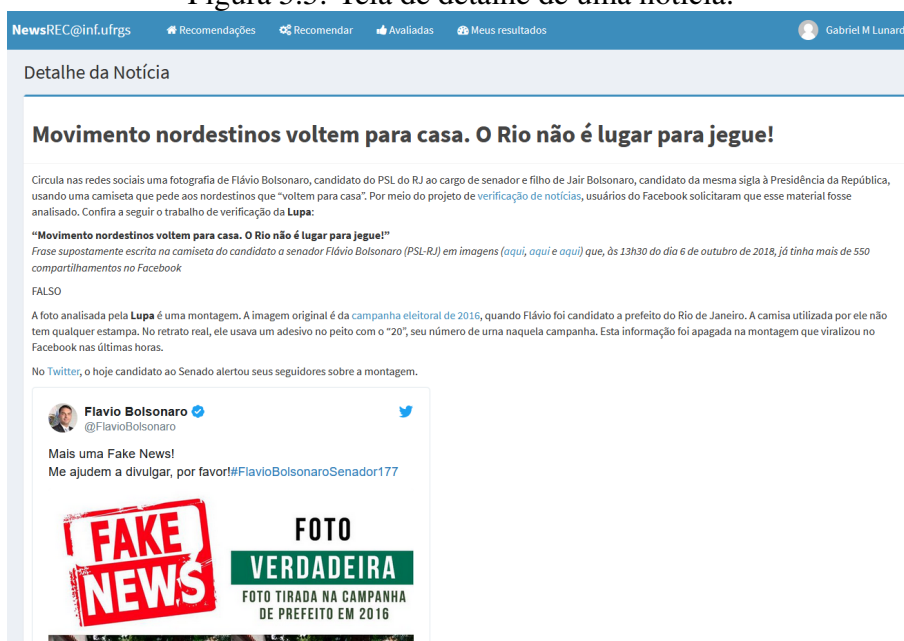 Figura 5.5: Tela de detalhe de uma notícia.
NewsREC@inf.ufrgs Recomendações Recomendar Avaliadas Meus resultados Gabriel M Lunard
Detalhe da Notícia
Movimento nordestinos voltem para casa. O Rio não é lugar para jegue!
Circula nas redes sociais uma fotografia de Flávio Bolsonaro, candidato do PSL do RJ ao cargo de senador e filho de Jair Bolsonaro, candidato da mesma sigla à Presidência da República,
usando uma camiseta que pede aos nordestinos que “voltem para casa”. Por meio do projeto de verificação de notícias, usuários do Facebook solicitaram que esse material fosse
analisado. Confira a seguir o trabalho de verificação da Lupa:
“Movimento nordestinos voltem para casa. O Rio não é lugar para jegue!”
Frase supostamente escrita na camiseta do candidato a senador Flávio Bolsonaro (PSL-RJ) em imagens (aqui, aqui e aqui) que, às 13h30 do dia 6 de outubro de 2018, já tinha mais de 550
compartilhamentos no Facebook
FALSO
A foto analisada pela Lupa é uma montagem. A imagem original é da campanha eleitoral de 2016, quando Flávio foi candidato a prefeito do Rio de Janeiro. A camisa utilizada por ele não
tem qualquer estampa. No retrato real, ele usava um adesivo no peito com o “20”, seu número de urna naquela campanha. Esta informação foi apagada na montagem que viralizou no
Facebook nas últimas horas.
No Twitter, o hoje candidato ao Senado alertou seus seguidores sobre a montagem.
Flavio Bolsonaro
@FlavioBolsonaro
Mais uma Fake News!
Me ajudem a divulgar, por favor!#FlavioBolsonaroSenador177
FAKE
NEWS
FOTO
VERDADEIRA
FOTO TIRADA NA CAMPANHA
DE PREFEITO EM 2016